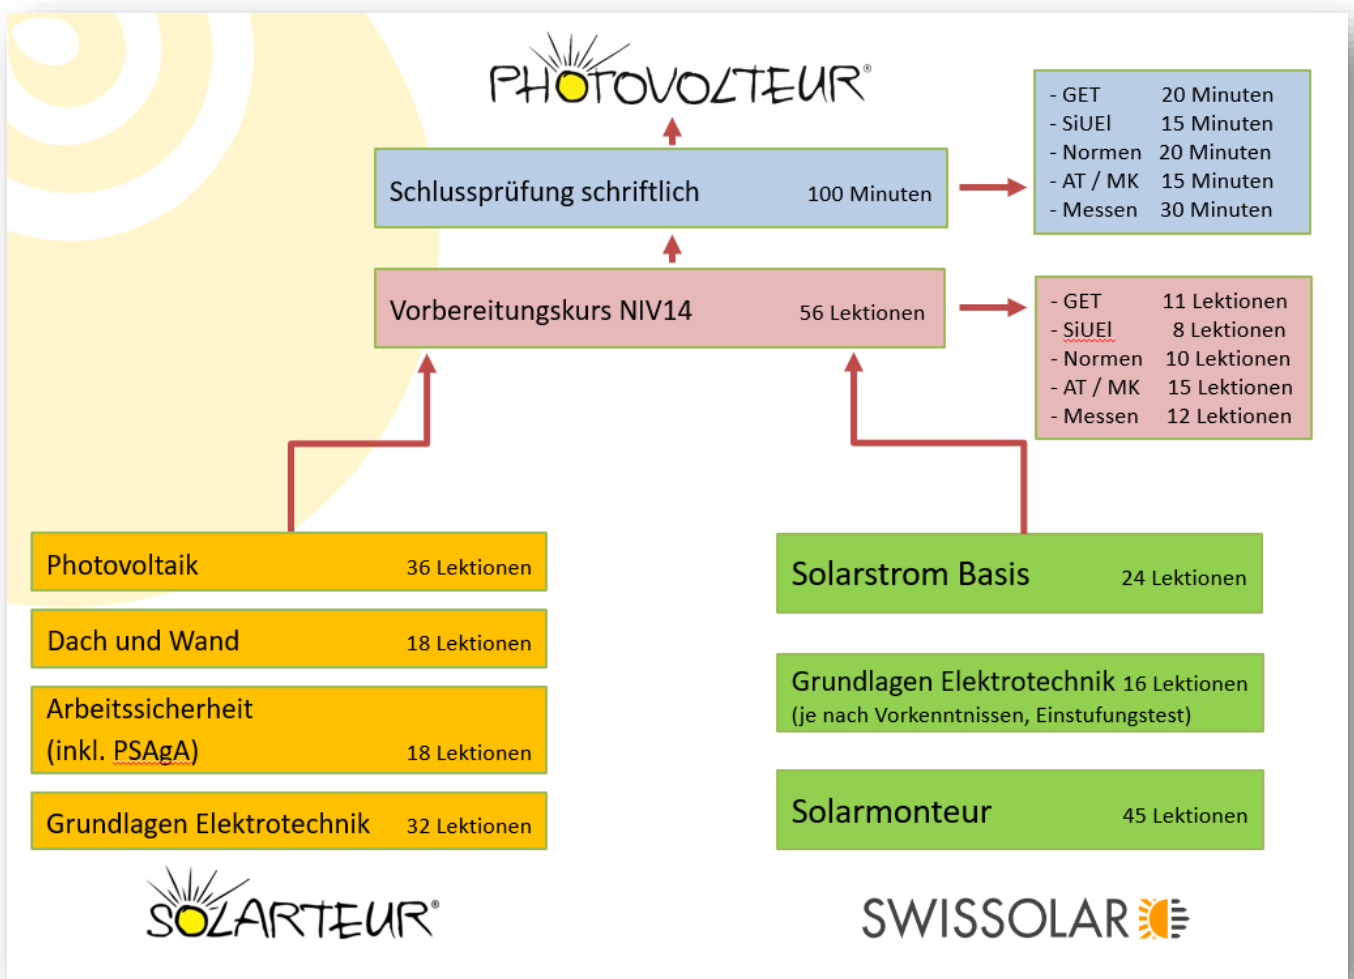 PHOTOVOLTEUR®
Schlussprüfung schriftlich 100 Minuten
- GET 20 Minuten
- SiUEl 15 Minuten
- Normen 20 Minuten
- AT / MK 15 Minuten
- Messen 30 Minuten
Vorbereitungskurs NIV14 56 Lektionen
- GET 11 Lektionen
- SiUEl 8 Lektionen
- Normen 10 Lektionen
- AT / MK 15 Lektionen
- Messen 12 Lektionen
Photovoltaik 36 Lektionen
Dach und Wand 18 Lektionen
Arbeitssicherheit
(inkl. PSAgA) 18 Lektionen
Grundlagen Elektrotechnik 32 Lektionen
SOLARTEUR®
Solarstrom Basis 24 Lektionen
Grundlagen Elektrotechnik 16 Lektionen
(je nach Vorkenntnissen, Einstufungstest)
Solarmonteur 45 Lektionen
SWISSOLAR